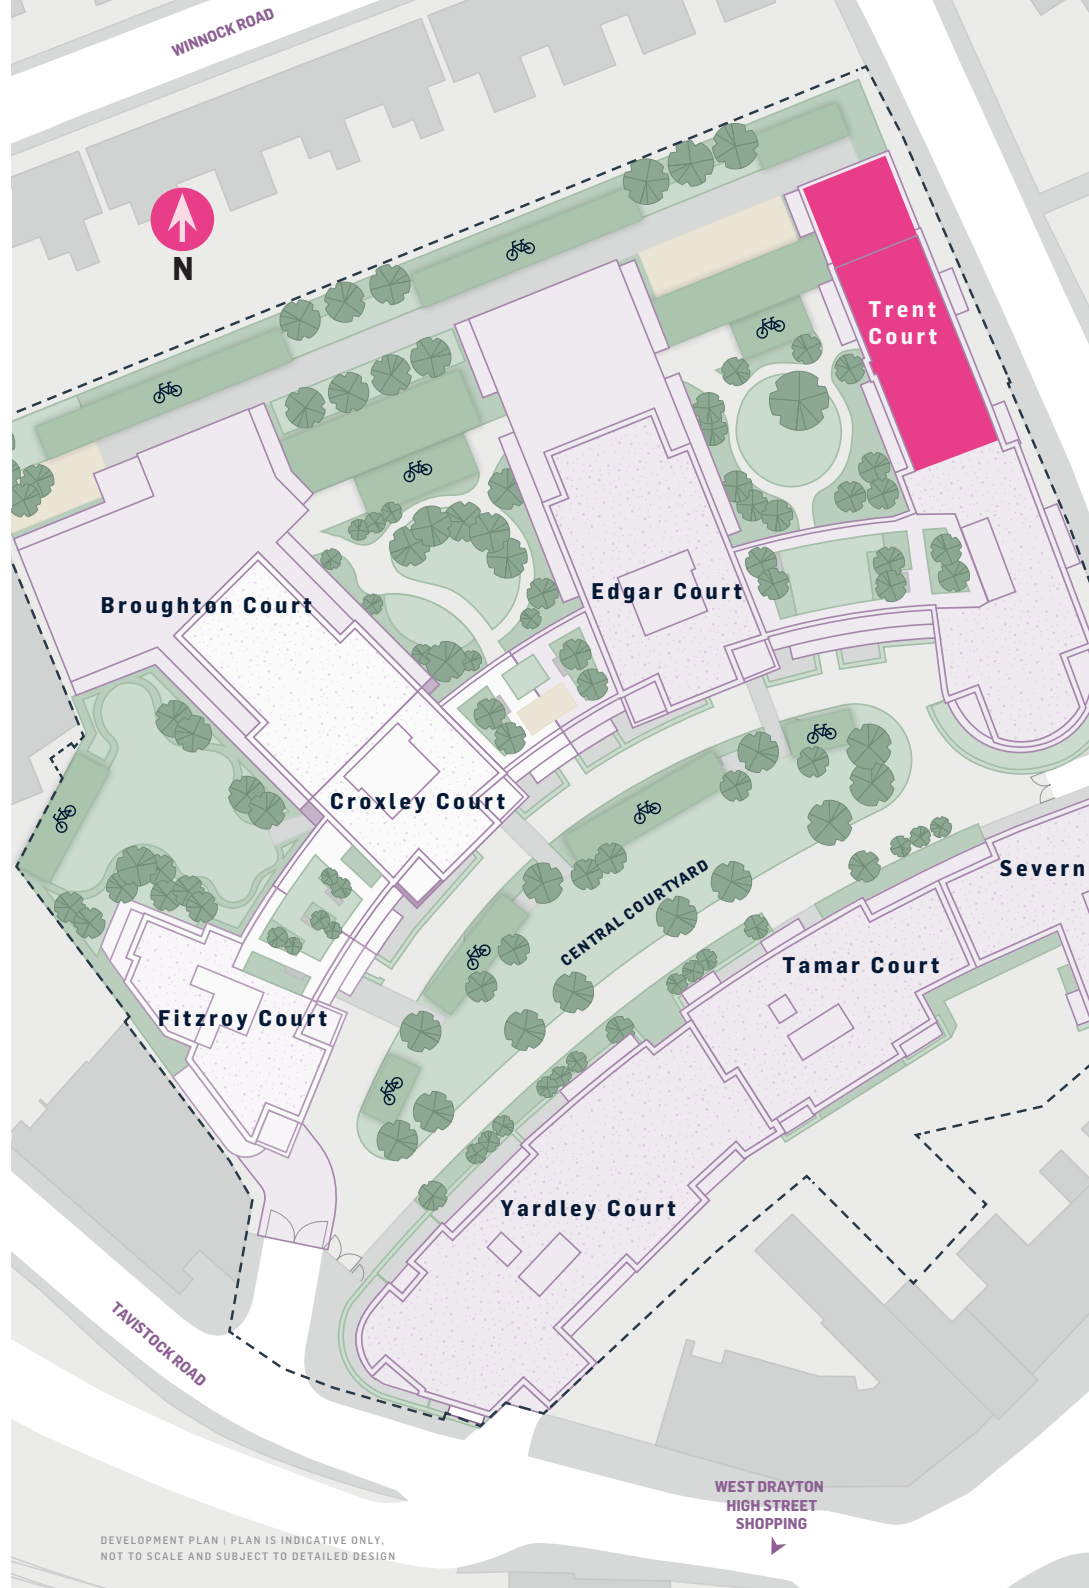 WINNOCK ROAD
N
Trent
Court
Broughton Court
Edgar Court
Croxley Court
Severn
CENTRAL COURTYARD
Tamar Court
Fitzroy Court
Yardley Court
TAVISTOCK ROAD
WEST DRAYTON
HIGH STREET
SHOPPING
DEVELOPMENT PLAN | PLAN IS INDICATIVE ONLY,
NOT TO SCALE AND SUBJECT TO DETAILED DESIGN